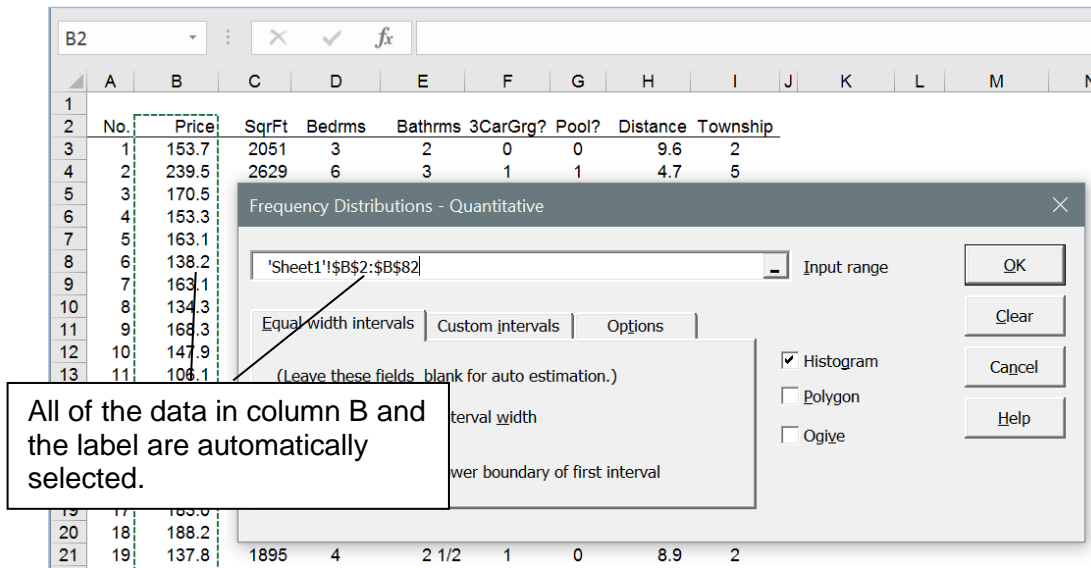 B2 fx
A B C D E F G H I J K L M N
1
2 No. Price SqrFt Bedrms Bathrms 3CarGrg? Pool? Distance Township
3 1 153.7 2051 3 2 0 0 9.6 2
4 2 239.5 2629 6 3 1 1 4.7 5
5 3 170.5
6 4 153.3
7 5 163.1
8 6 138.2
9 7 163.1
10 8 134.3
11 9 168.3
12 10 147.9
13 11 106.1
Frequency Distributions - Quantitative
'Sheet1'!$B$2:$B$82 Input range OK
Equal width intervals Custom intervals Options Clear
(Leave these fields blank for auto estimation.) Histogram Cancel
Polygon
width Help
Ogive
boundary of first interval
All of the data in column B and
the label are automatically
selected.
20 18 188.2
21 19 137.8 1895 4 2 1/2 1 0 8.9 2